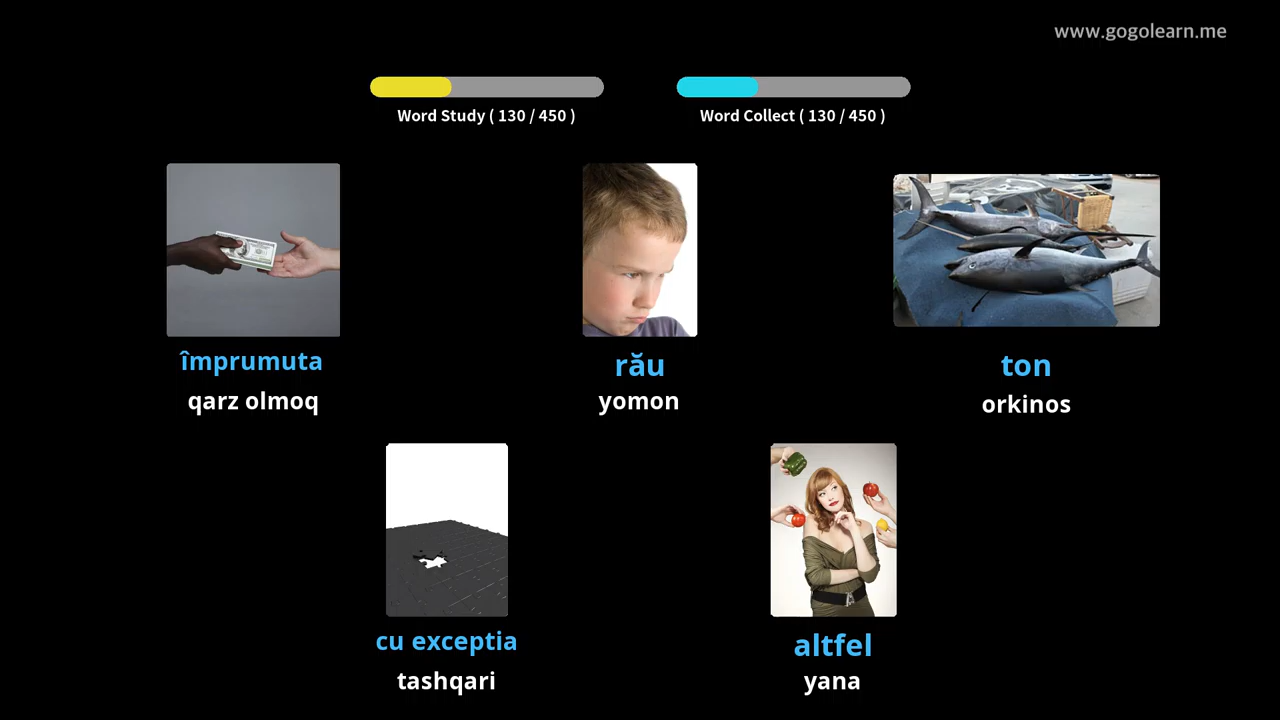 www.gogolearn.me
Word Study ( 130 / 450 )
Word Collect ( 130 / 450 )
împrumuta
qarz olmoq
rău
yomon
ton
orkinos
cu exceptia
tashqari
altfel
yana